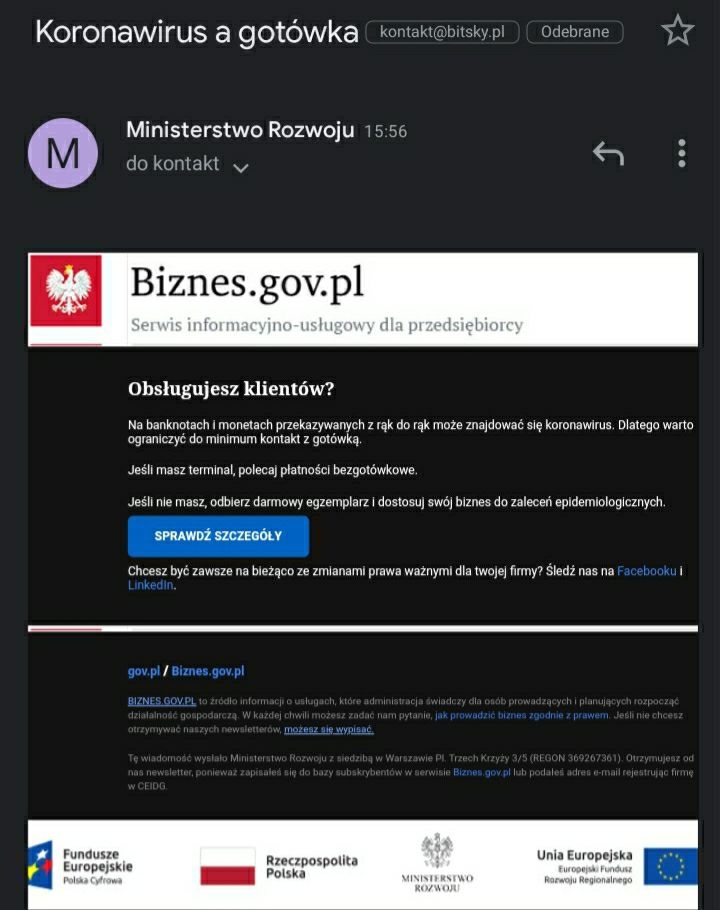 Koronawirus a gotówka kontakt@bitsky.pl Odebrane
M
Ministerstwo Rozwoju 15:56
do kontakt
Biznes.gov.pl
Serwis informacyjno-usługowy dla przedsiębiorcy
Obsługujesz klientów?
Na banknotach i monetach przekazywanych z rąk do rąk może znajdować się koronawirus. Dlatego warto
ograniczyć do minimum kontakt z gotówką.
Jeśli masz terminal, polecaj płatności bezgotówkowe.
Jeśli nie masz, odbierz darmowy egzemplarz i dostosuj swój biznes do zaleceń epidemiologicznych.
SPRAWDŹ SZCZEGÓŁY
Chcesz być zawsze na bieżąco ze zmianami prawa ważnymi dla twojej firmy? Śledź nas na Facebooku i
LinkedIn.
gov.pl / Biznes.gov.pl
BIZNES.GOV.PL to źródło informacji o usługach, które administracja świadczy dla osób prowadzących i planujących rozpocząć
działalność gospodarczą. W każdej chwili możesz zadać nam pytanie, jak prowadzić biznes zgodnie z prawem. Jeśli nie chcesz
otrzymywać naszych newsletterów, możesz się wypisać.
Tę wiadomość wysłało Ministerstwo Rozwoju z siedzibą w Warszawie Pl. Trzech Krzyży 3/5 (REGON 369267361). Otrzymujesz od
nas newsletter, ponieważ zapisałeś się do bazy subskrybentów w serwisie Biznes.gov.pl lub podałeś adres e-mail rejestrując firmę
w CEIDG.
Fundusze
Europejskie
Polska Cyfrowa
Rzeczpospolita
Polska
MINISTERSTWO
ROZWOJU
Unia Europejska
Europejski Fundusz
Rozwoju Regionalnego